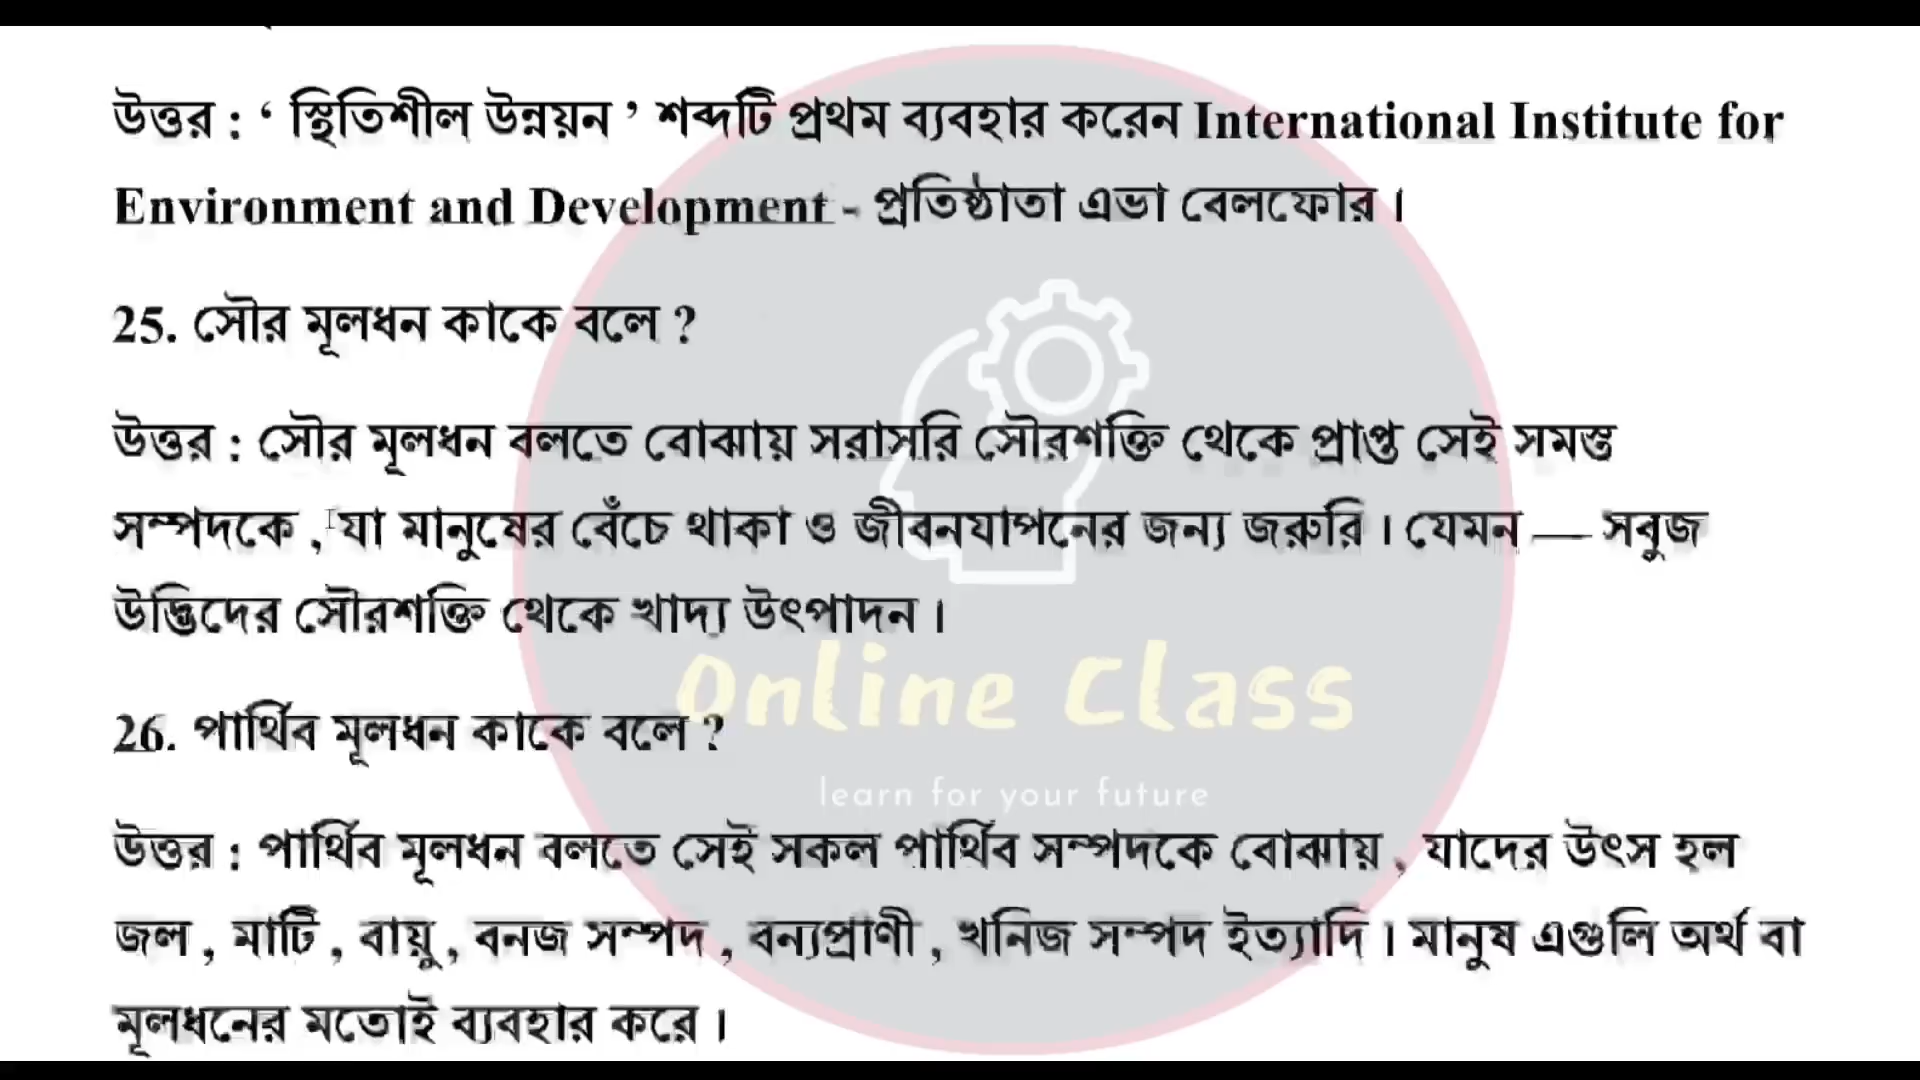 উত্তর : ‘ স্থিতিশীল উন্নয়ন ’ শব্দটি প্রথম ব্যবহার করেন International Institute for
Environment and Development - প্রতিষ্ঠাতা এভা বেলফোর ।
25. সৌর মূলধন কাকে বলে ?
উত্তর : সৌর মূলধন বলতে বোঝায় সরাসরি সৌরশক্তি থেকে প্রাপ্ত সেই সমস্ত
সম্পদকে , যা মানুষের বেঁচে থাকা ও জীবনযাপনের জন্য জরুরি । যেমন — সবুজ
উদ্ভিদের সৌরশক্তি থেকে খাদ্য উৎপাদন ।
Online Class
26. পার্থিব মূলধন কাকে বলে ?
learn for your future
উত্তর : পার্থিব মূলধন বলতে সেই সকল পার্থিব সম্পদকে বোঝায় , যাদের উৎস হল
জল , মাটি , বায়ু , বনজ সম্পদ , বন্যপ্রাণী , খনিজ সম্পদ ইত্যাদি । মানুষ এগুলি অর্থ বা
মূলধনের মতোই ব্যবহার করে ।